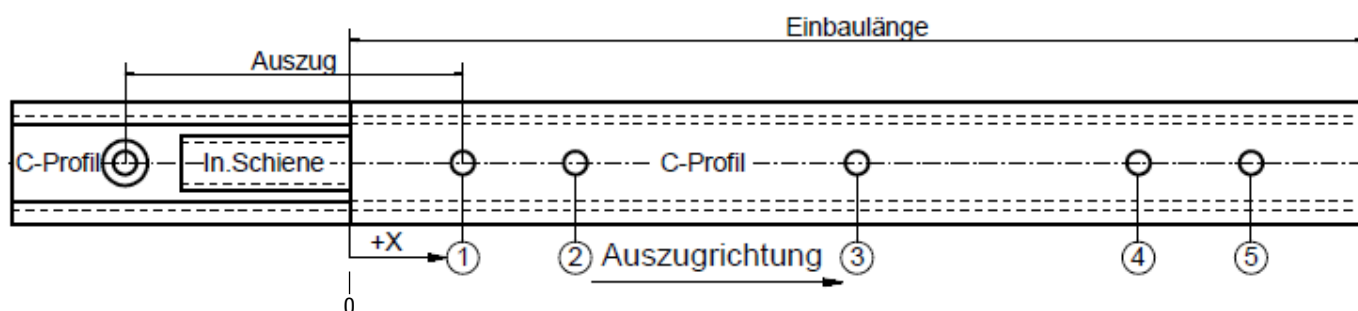 Einbaulänge
Auszug
C-Profil In.Schiene C-Profil
+X 1 2 Auszugrichtung 3 4 5
0